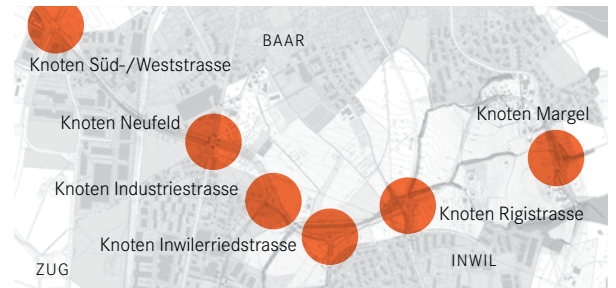 BAAR
Knoten Süd-/Weststrasse
Knoten Margel
Knoten Neufeld
Knoten Industriestrasse
Knoten Rigistrasse
Knoten Inwilerriedstrasse
INWIL
ZUG